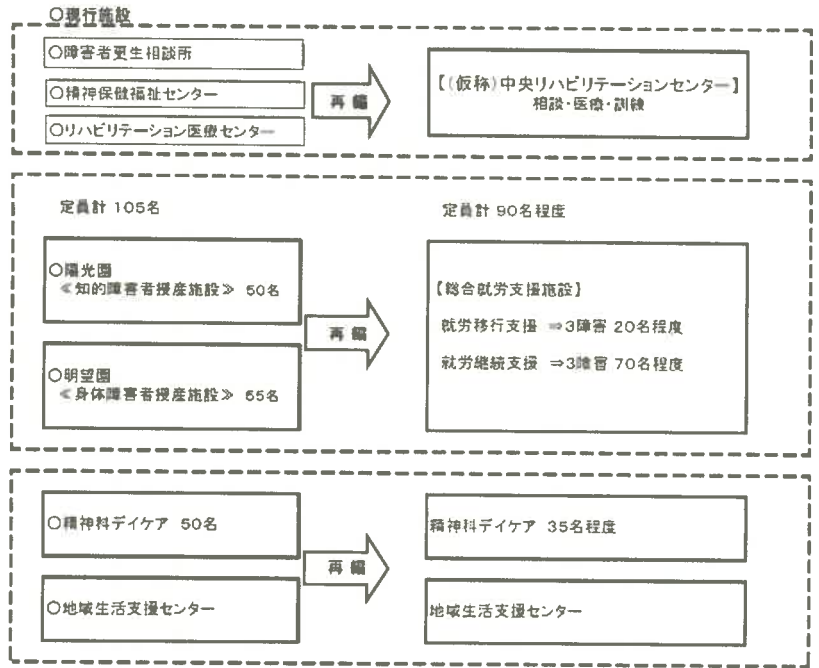 ○現行施設
○障害者更生相談所
○精神保健福祉センター
○リハビリテーション医療センター
再編
【(仮称)中央リハビリテーションセンター】
相談・医療・訓練
定員計 105名
○陽光園
≪知的障害者授産施設≫ 50名
○明望園
≪身体障害者授産施設≫ 55名
再編
定員計 90名程度
【総合就労支援施設】
就労移行支援 ⇒3障害 20名程度
就労継続支援 ⇒3障害 70名程度
○精神科デイケア 50名
○地域生活支援センター
再編
精神科デイケア 35名程度
地域生活支援センター